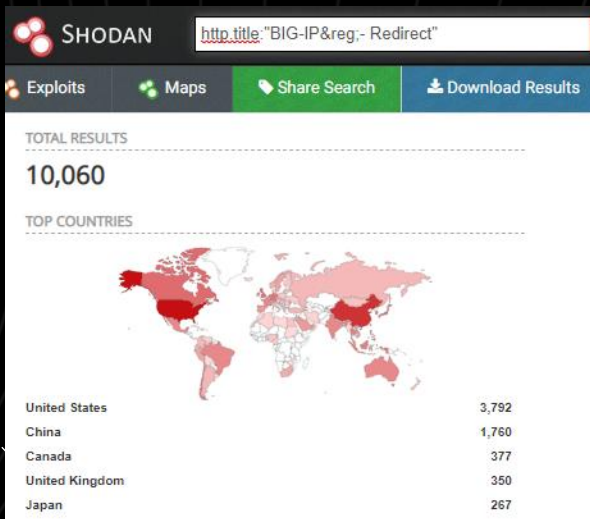 SHODAN
http.title:"BIG-IP&reg;- Redirect"
Exploits Maps Share Search Download Results
TOTAL RESULTS
10,060
TOP COUNTRIES
United States 3,792
China 1,760
Canada 377
United Kingdom 350
Japan 267